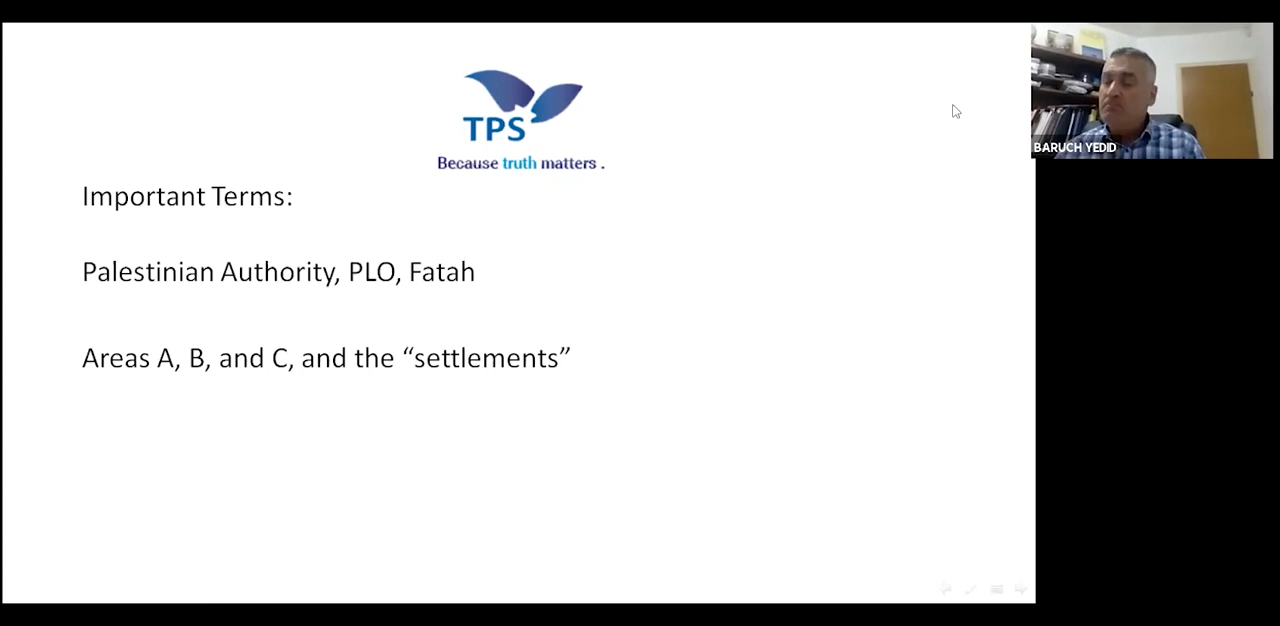 TPS
Because truth matters .
Important Terms:
Palestinian Authority, PLO, Fatah
Areas A, B, and C, and the “settlements”
BARUCH YEDID